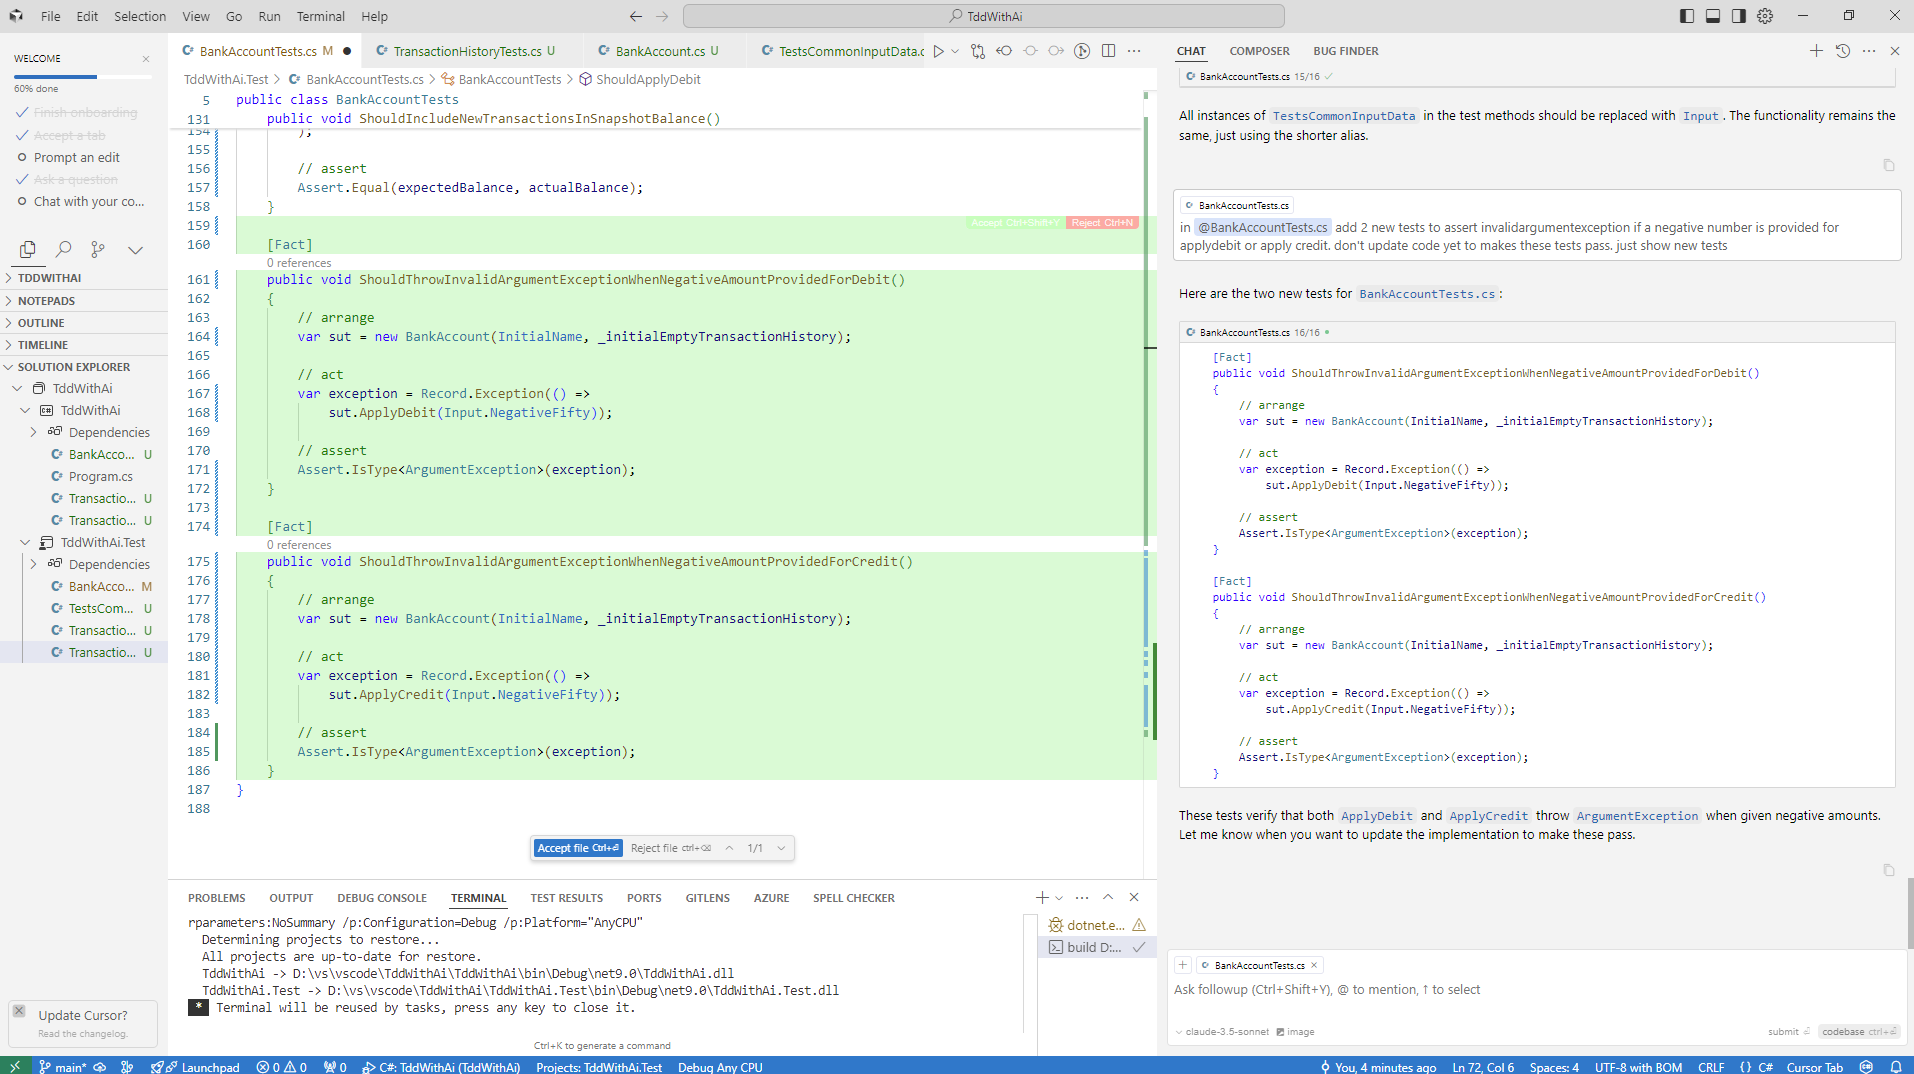 File Edit Selection View Go Run Terminal Help
TddWithAi
WELCOME
60% done
Finish onboarding
Accept a tab
Prompt an edit
Ask a question
Chat with your co...
TDDWITHAI
NOTEPADS
OUTLINE
TIMELINE
SOLUTION EXPLORER
TddWithAi
TddWithAi
Dependencies
BankAcco... U
Program.cs
Transactio... U
Transactio... U
TddWithAi.Test
Dependencies
BankAcco... M
TestsCom... U
Transactio... U
Transactio... U
Update Cursor?
Read the changelog.
BankAccountTests.cs M
TransactionHistoryTests.cs U
BankAccount.cs U
TestsCommonInputData.c
TddWithAi.Test > BankAccountTests.cs > BankAccountTests > ShouldApplyDebit
5 public class BankAccountTests
131 public void ShouldIncludeNewTransactionsInSnapshotBalance()
154 );
155
156 // assert
157 Assert.Equal(expectedBalance, actualBalance);
158 }
159
Accept Ctrl+Shift+Y Reject Ctrl+N
160 [Fact]
0 references
161 public void ShouldThrowInvalidArgumentExceptionWhenNegativeAmountProvidedForDebit()
162 {
163 // arrange
164 var sut = new BankAccount(InitialName, _initialEmptyTransactionHistory);
165
166 // act
167 var exception = Record.Exception(() =>
168 sut.ApplyDebit(Input.NegativeFifty));
169
170 // assert
171 Assert.IsType<ArgumentException>(exception);
172 }
173
174 [Fact]
0 references
175 public void ShouldThrowInvalidArgumentExceptionWhenNegativeAmountProvidedForCredit()
176 {
177 // arrange
178 var sut = new BankAccount(InitialName, _initialEmptyTransactionHistory);
179
180 // act
181 var exception = Record.Exception(() =>
182 sut.ApplyCredit(Input.NegativeFifty));
183
184 // assert
185 Assert.IsType<ArgumentException>(exception);
186 }
187 }
188
Accept file Ctrl+⏎ Reject file ctrl+⌫ 1/1
PROBLEMS OUTPUT DEBUG CONSOLE TERMINAL TEST RESULTS PORTS GITLENS AZURE SPELL CHECKER
rparameters:NoSummary /p:Configuration=Debug /p:Platform="AnyCPU"
Determining projects to restore...
All projects are up-to-date for restore.
TddWithAi -> D:\vs\vscode\TddWithAi\TddWithAi\bin\Debug\net9.0\TddWithAi.dll
TddWithAi.Test -> D:\vs\vscode\TddWithAi\TddWithAi.Test\bin\Debug\net9.0\TddWithAi.Test.dll
* Terminal will be reused by tasks, press any key to close it.
Ctrl+K to generate a command
dotnet.e...
build D:...
CHAT COMPOSER BUG FINDER
BankAccountTests.cs 15/16
All instances of TestsCommonInputData in the test methods should be replaced with Input. The functionality remains the
same, just using the shorter alias.
BankAccountTests.cs
in @BankAccountTests.cs add 2 new tests to assert invalidargumentexception if a negative number is provided for
applydebit or apply credit. don't update code yet to makes these tests pass. just show new tests
Here are the two new tests for BankAccountTests.cs:
BankAccountTests.cs 16/16
[Fact]
public void ShouldThrowInvalidArgumentExceptionWhenNegativeAmountProvidedForDebit()
{
// arrange
var sut = new BankAccount(InitialName, _initialEmptyTransactionHistory);
// act
var exception = Record.Exception(() =>
sut.ApplyDebit(Input.NegativeFifty));
// assert
Assert.IsType<ArgumentException>(exception);
}
[Fact]
public void ShouldThrowInvalidArgumentExceptionWhenNegativeAmountProvidedForCredit()
{
// arrange
var sut = new BankAccount(InitialName, _initialEmptyTransactionHistory);
// act
var exception = Record.Exception(() =>
sut.ApplyCredit(Input.NegativeFifty));
// assert
Assert.IsType<ArgumentException>(exception);
}
These tests verify that both ApplyDebit and ApplyCredit throw ArgumentException when given negative amounts.
Let me know when you want to update the implementation to make these pass.
BankAccountTests.cs
Ask followup (Ctrl+Shift+Y), @ to mention, ↑ to select
claude-3.5-sonnet image submit ⏎ codebase ctrl+⏎
main* Launchpad 0 0 0 C#: TddWithAi (TddWithAi) Projects: TddWithAi.Test Debug Any CPU You, 4 minutes ago Ln 72, Col 6 Spaces: 4 UTF-8 with BOM CRLF {} C# Cursor Tab